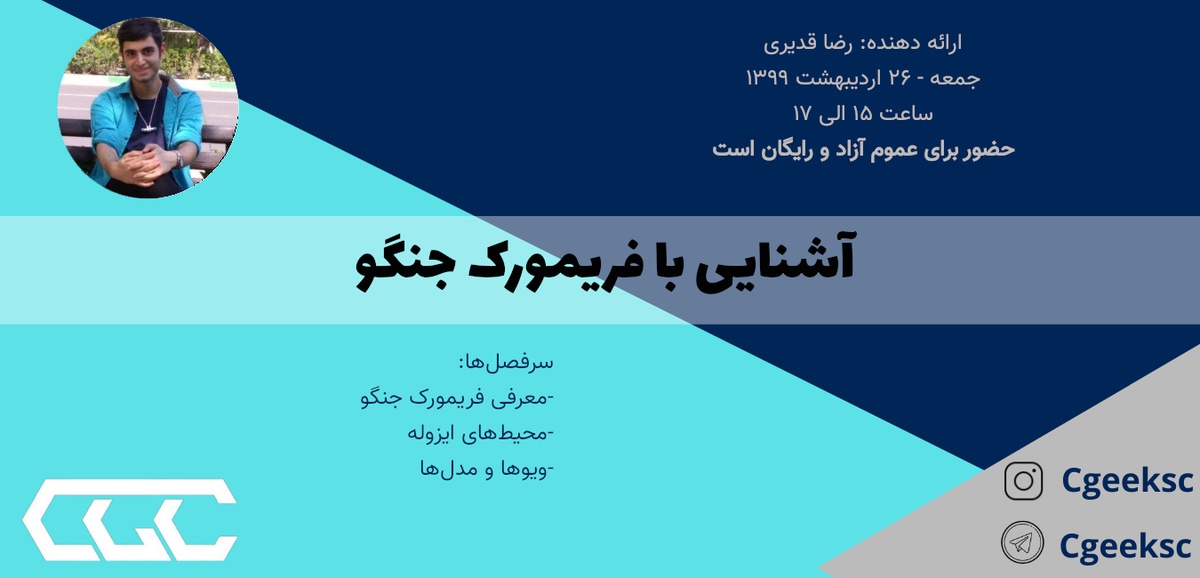 ارائه دهنده: رضا قدیری
جمعه - ۲۶ اردیبهشت ۱۳۹۹
ساعت ۱۵ الی ۱۷
حضور برای عموم آزاد و رایگان است
آشنایی با فریمورک جنگو
سرفصل‌ها:
-معرفی فریمورک جنگو
-محیط‌های ایزوله
-ویوها و مدل‌ها
CGC
Cgeeksc
Cgeeksc